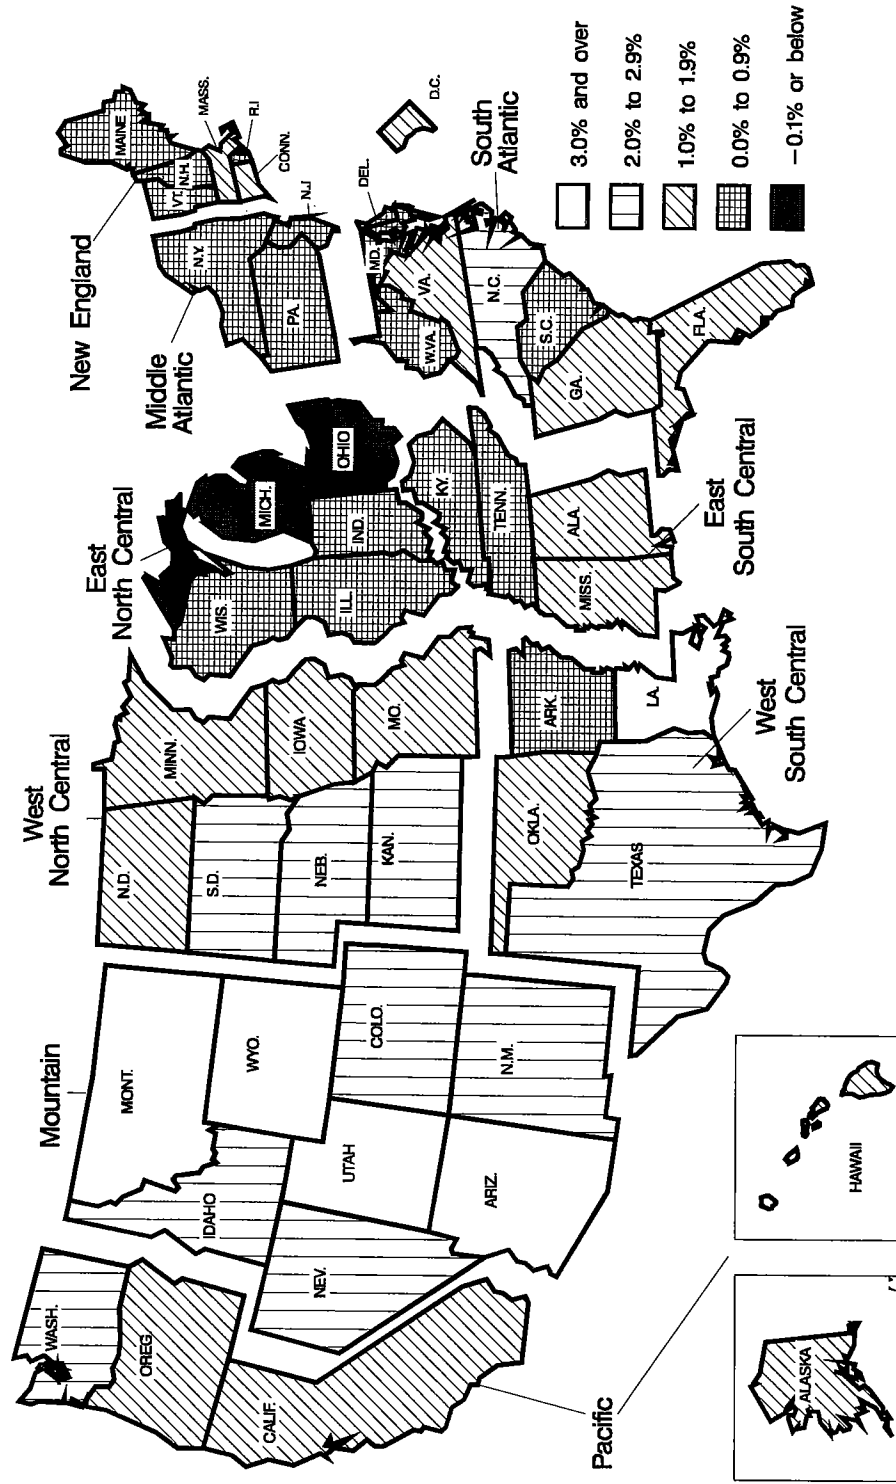 Pacific
Mountain
West
North Central
East
North Central
Middle
Atlantic
New England
WASH.
OREG.
CALIF.
IDAHO
NEV.
MONT.
WYO.
UTAH
ARIZ.
COLO.
N.M.
N.D.
S.D.
NEB.
KAN.
MINN.
IOWA
MO.
OKLA.
TEXAS
ARK.
LA.
WIS.
ILL.
MICH.
IND.
OHIO
KY.
TENN.
MISS.
ALA.
N.Y.
PA.
N.J
VT.
N.H.
MAINE
MASS.
R.I
CONN.
DEL.
MD.
W.VA.
VA.
N.C.
S.C.
GA.
FLA.
D.C.
South
Atlantic
East
South Central
West
South Central
ALASKA
HAWAII
3.0% and over
2.0% to 2.9%
1.0% to 1.9%
0.0% to 0.9%
−0.1% or below